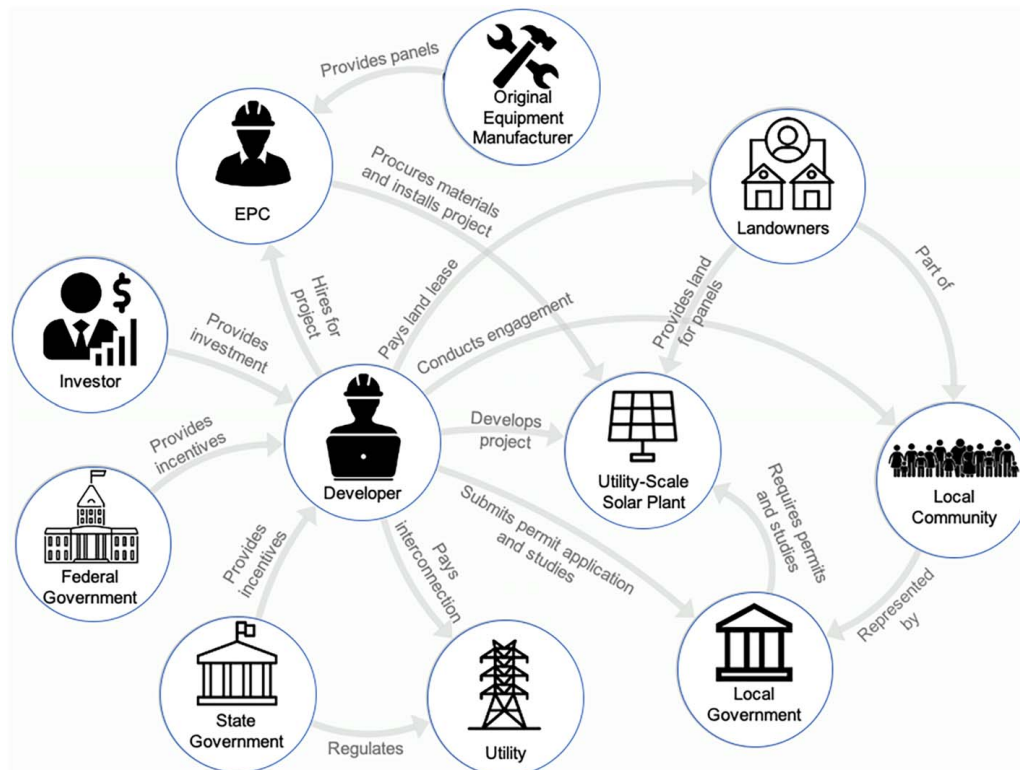 Provides panels
Original
Equipment
Manufacturer
EPC
Procures materials
and installs project
Landowners
Part of
Hires for
project
Pays land lease
Provides land
for panels
Investor
Provides
investment
Conducts engagement
Provides
incentives
Developer
Develops
project
Utility-Scale
Solar Plant
Local
Community
Federal
Government
Provides
incentives
Pays
interconnection
Submits permit application
and studies
Requires permits
and studies
Represented
by
State
Government
Regulates
Utility
Local
Government
$